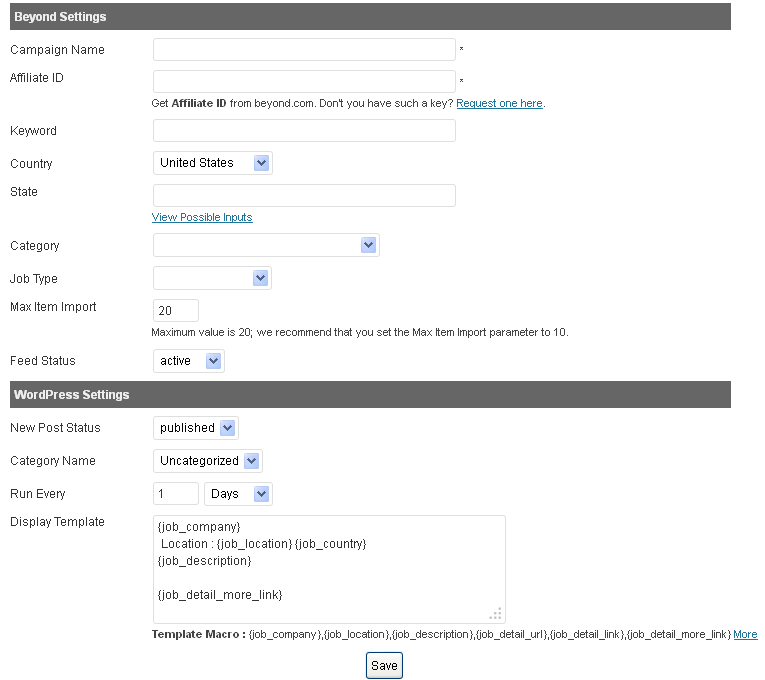 Beyond Settings
Campaign Name *
Affiliate ID *
Get Affiliate ID from beyond.com. Don't you have such a key? Request one here.
Keyword
Country United States
State
View Possible Inputs
Category
Job Type
Max Item Import 20
Maximum value is 20; we recommend that you set the Max Item Import parameter to 10.
Feed Status active
WordPress Settings
New Post Status published
Category Name Uncategorized
Run Every 1 Days
Display Template {job_company}
Location : {job_location} {job_country}
{job_description}
{job_detail_more_link}
Template Macro : {job_company},{job_location},{job_description},{job_detail_url},{job_detail_link},{job_detail_more_link} More
Save